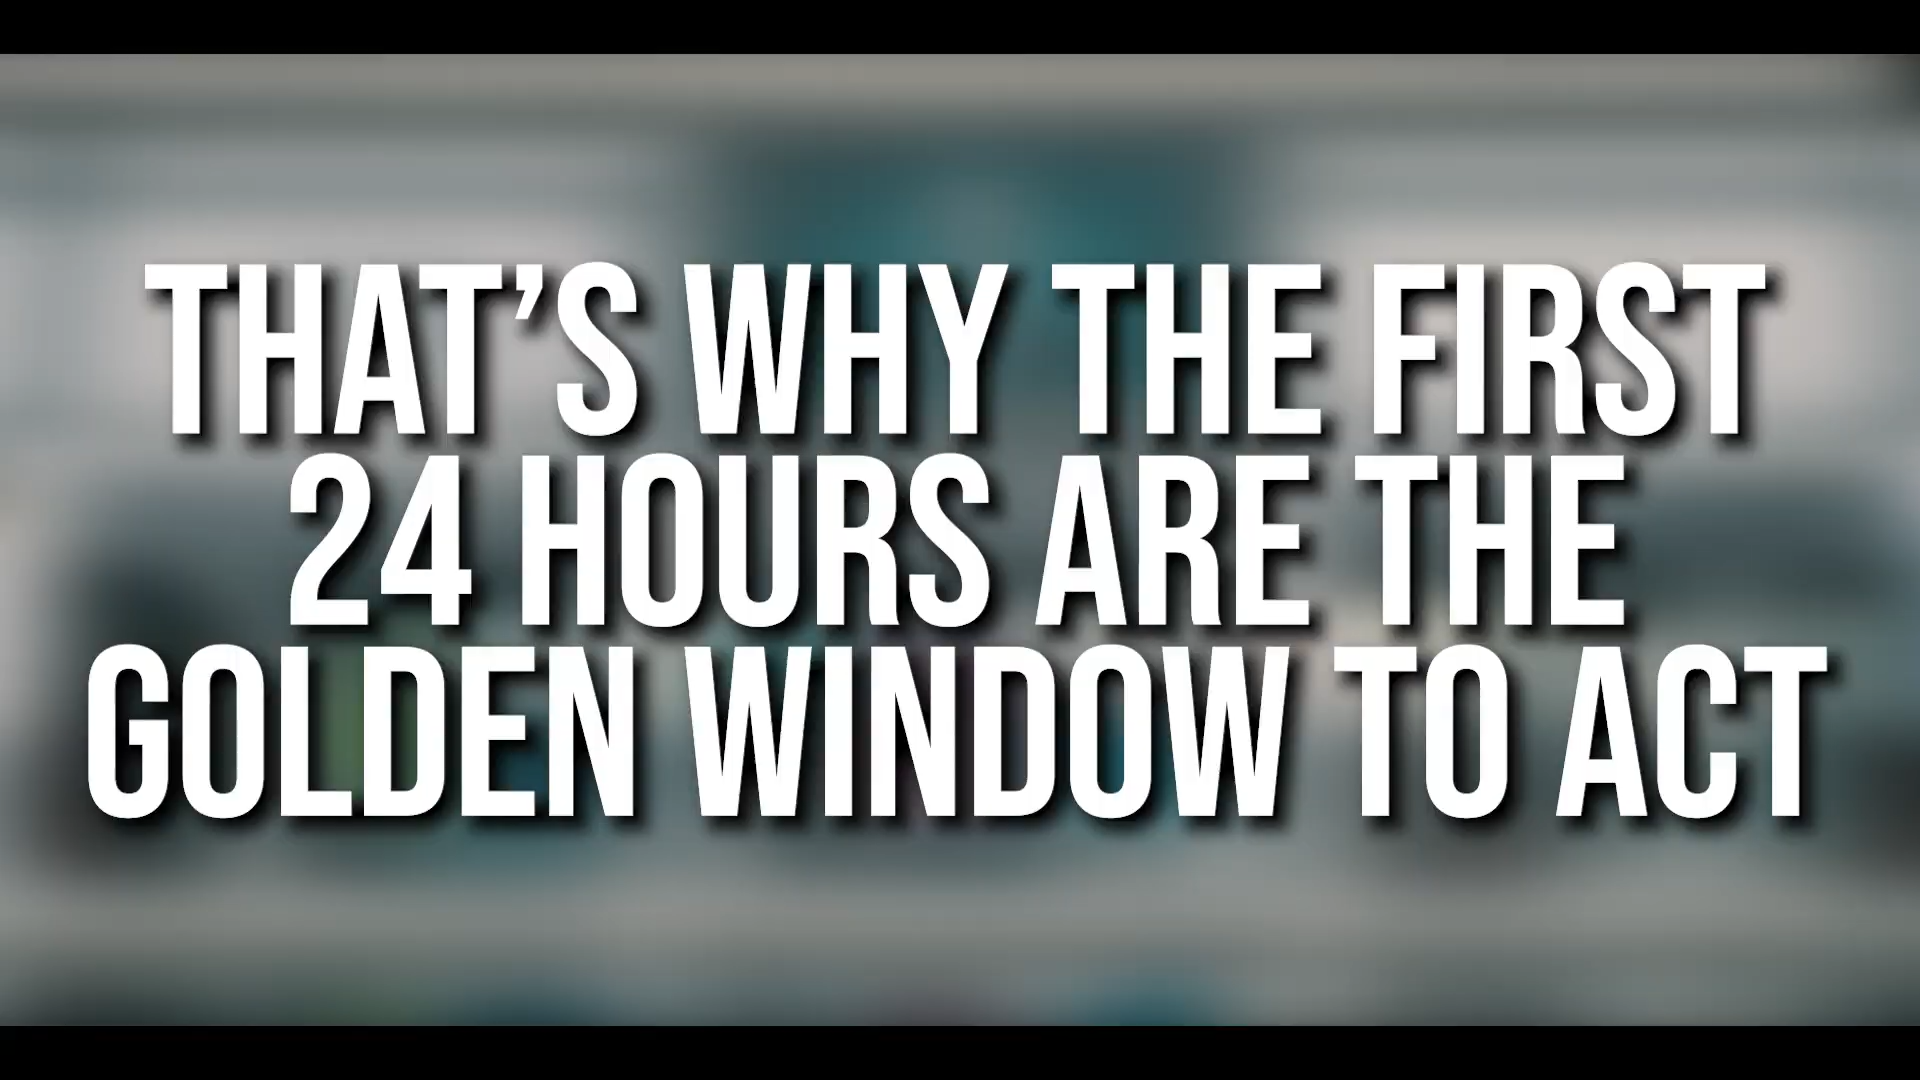 THAT’S WHY THE FIRST
24 HOURS ARE THE
GOLDEN WINDOW TO ACT